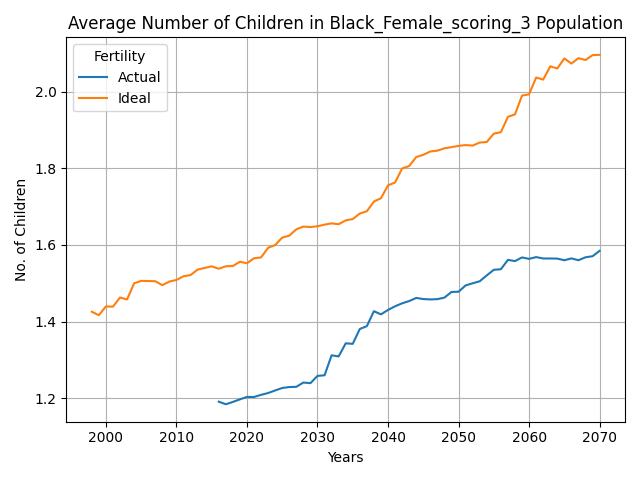 Average Number of Children in Black_Female_scoring_3 Population
Fertility
Actual
Ideal
No. of Children
2.0
1.8
1.6
1.4
1.2
2000 2010 2020 2030 2040 2050 2060 2070
Years